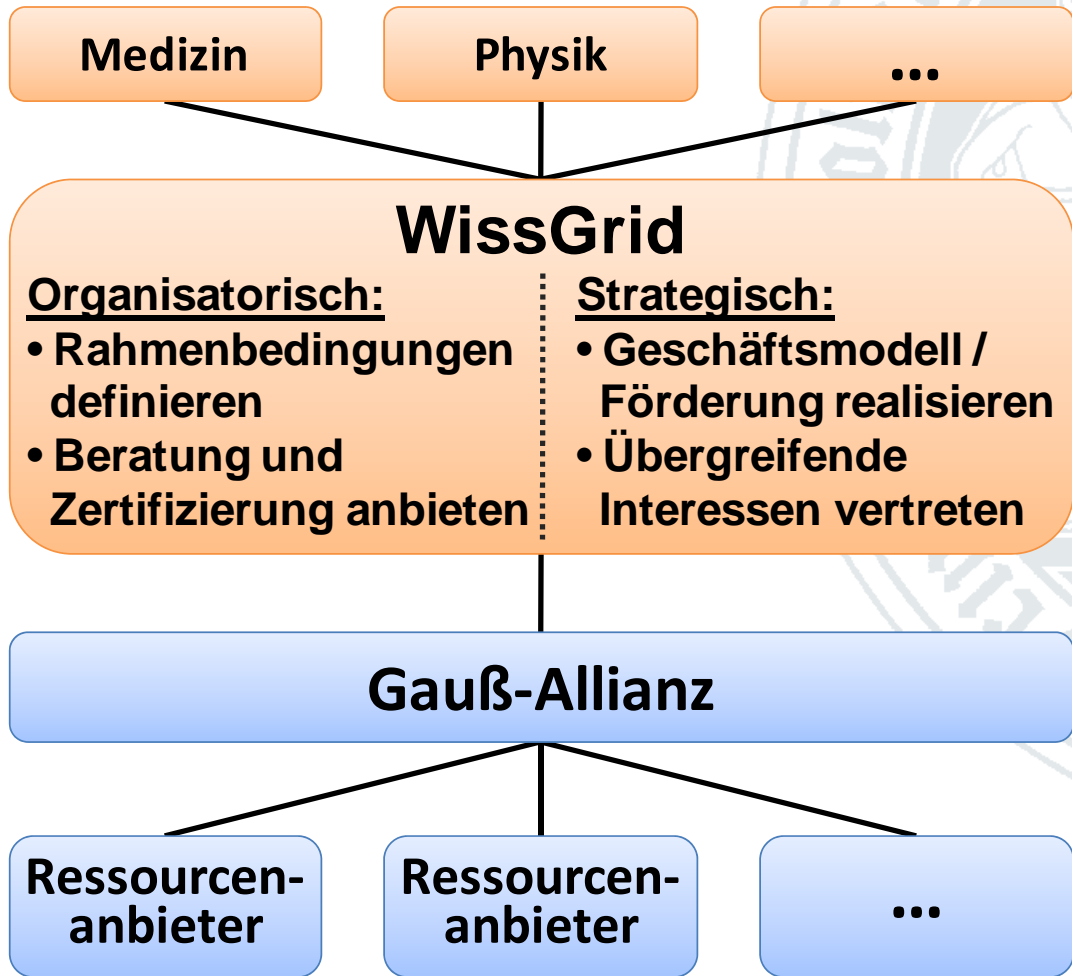 Medizin
Physik
...
WissGrid
Organisatorisch:
• Rahmenbedingungen
definieren
• Beratung und
Zertifizierung anbieten
Strategisch:
• Geschäftsmodell /
Förderung realisieren
• Übergreifende
Interessen vertreten
Gauß-Allianz
Ressourcen-
anbieter
Ressourcen-
anbieter
...